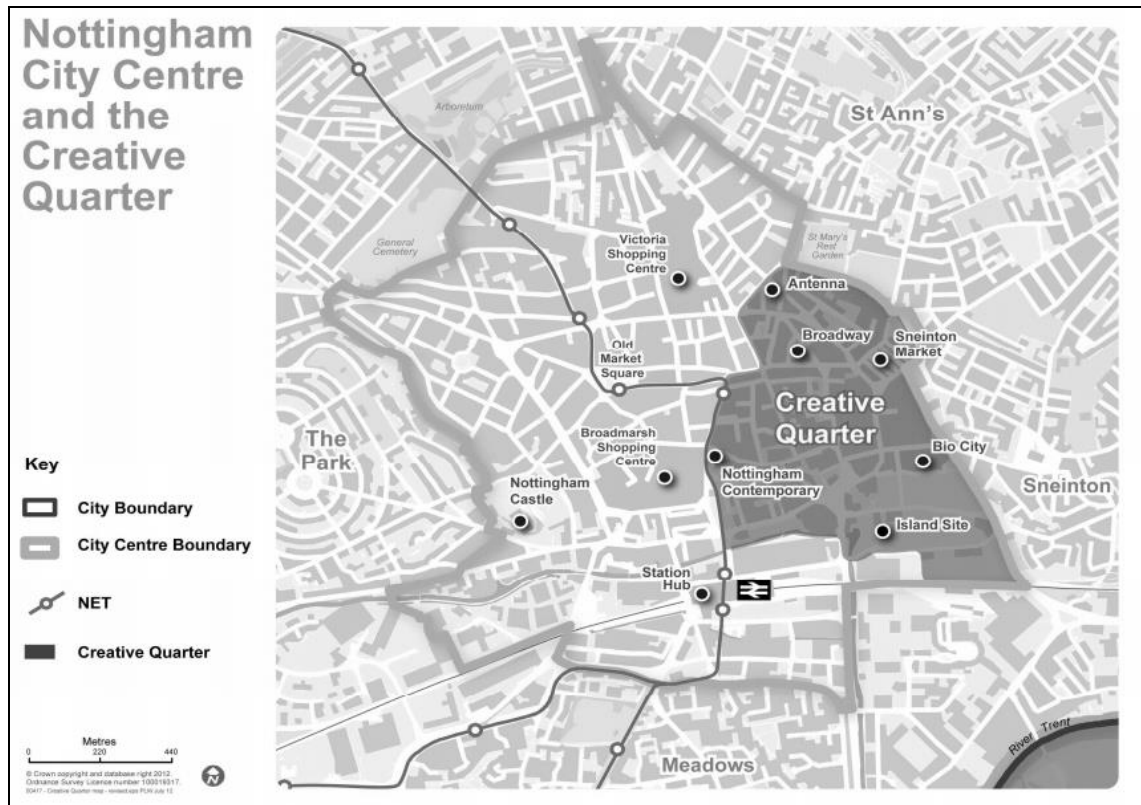 Nottingham
City Centre
and the
Creative
Quarter
Arboretum
St Ann's
General
Cemetery
Victoria
Shopping
Centre
St Mary's
Rest
Garden
Antenna
Broadway
Sneinton
Market
Old
Market
Square
Creative
Quarter
The
Park
Broadmarsh
Shopping
Centre
Nottingham
Castle
Nottingham
Contemporary
Bio City
Sneinton
Island Site
Station
Hub
Meadows
River Trent
Key
City Boundary
City Centre Boundary
NET
Creative Quarter
Metres
0 220 440
© Crown copyright and database right 2012.
Ordnance Survey License number 100019317.
N